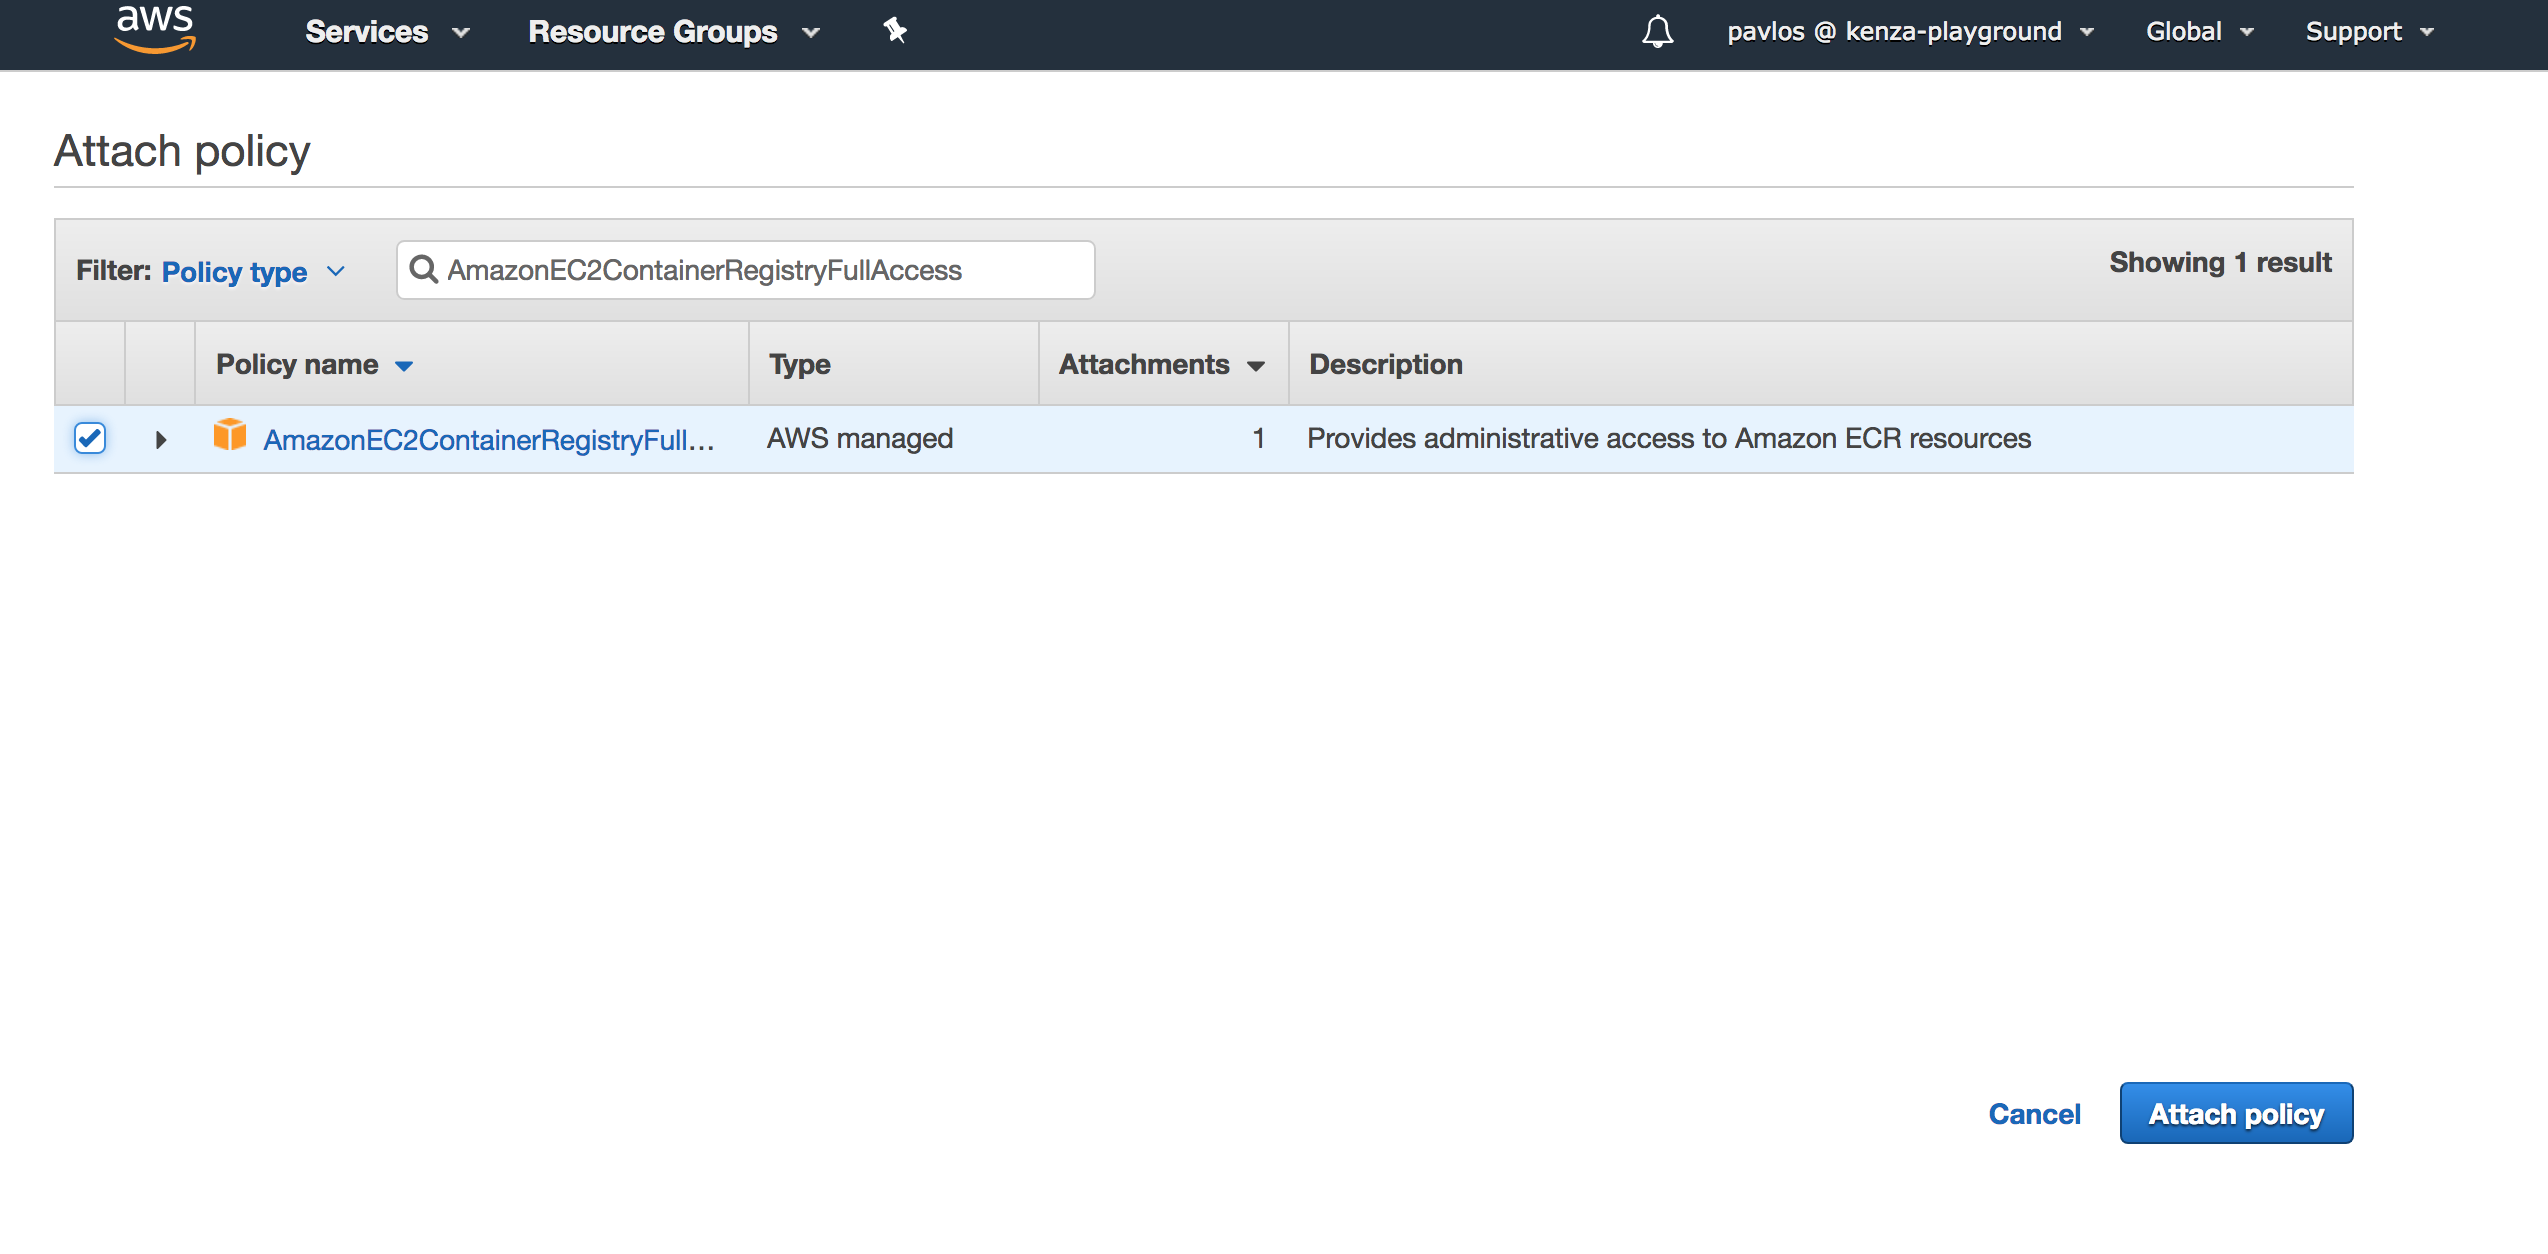 aws Services Resource Groups pavlos @ kenza-playground Global Support
Attach policy
Filter: Policy type AmazonEC2ContainerRegistryFullAccess Showing 1 result
Policy name Type Attachments Description
AmazonEC2ContainerRegistryFull... AWS managed 1 Provides administrative access to Amazon ECR resources
Cancel Attach policy